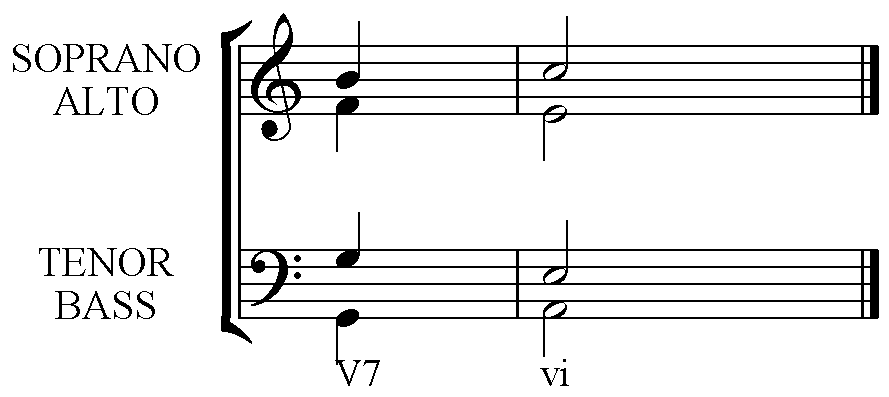 SOPRANO
ALTO
TENOR
BASS
V7 vi